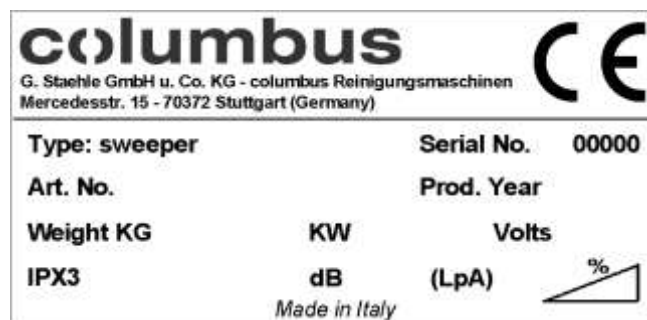 columbus CE
G. Staehle GmbH u. Co. KG - columbus Reinigungsmaschinen
Mercedesstr. 15 - 70372 Stuttgart (Germany)
Type: sweeper Serial No. 00000
Art. No. Prod. Year
Weight KG KW Volts
IPX3 dB (LpA) %
Made in Italy